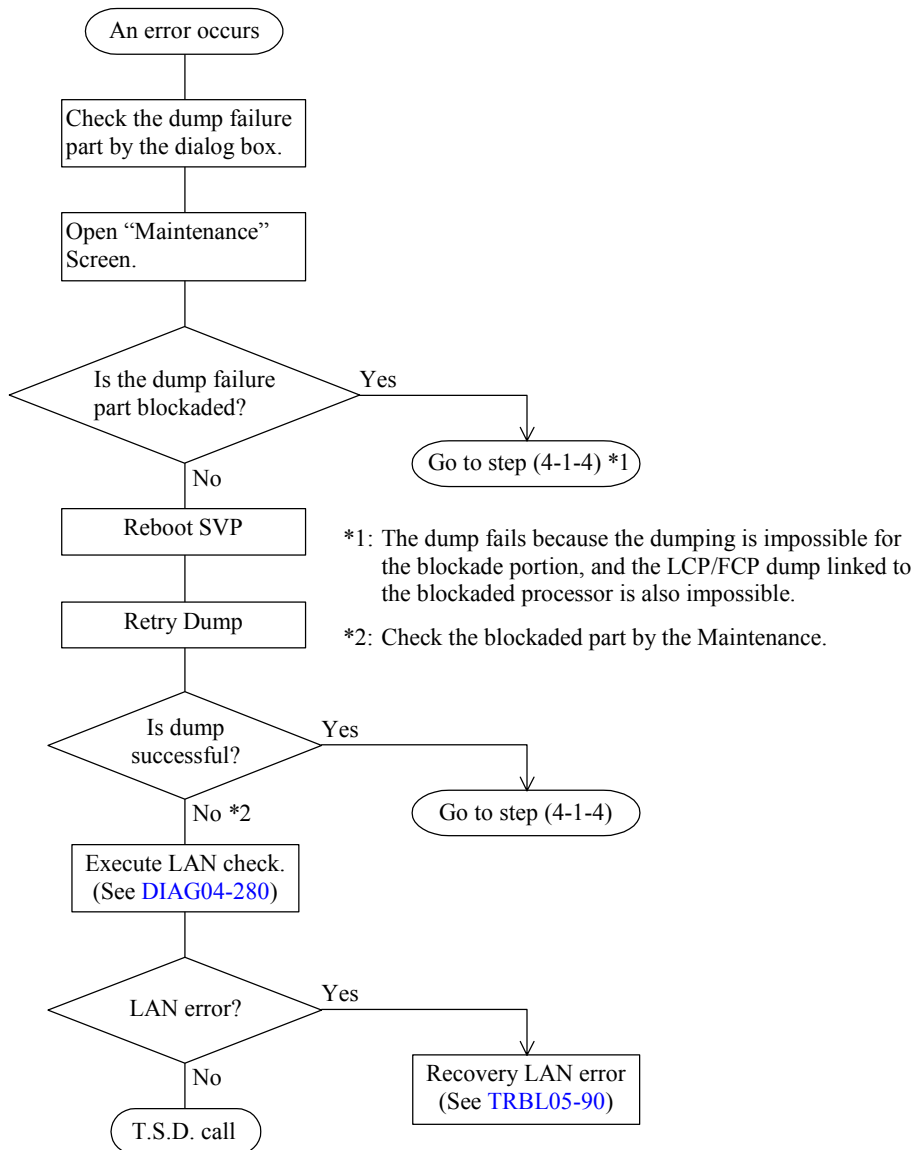 An error occurs
Check the dump failure
part by the dialog box.
Open “Maintenance”
Screen.
Is the dump failure
part blockaded?
Yes
Go to step (4-1-4) *1
No
Reboot SVP
*1: The dump fails because the dumping is impossible for
the blockade portion, and the LCP/FCP dump linked to
the blockaded processor is also impossible.
Retry Dump
*2: Check the blockaded part by the Maintenance.
Is dump
successful?
Yes
Go to step (4-1-4)
No *2
Execute LAN check.
(See DIAG04-280)
LAN error?
Yes
Recovery LAN error
(See TRBL05-90)
No
T.S.D. call